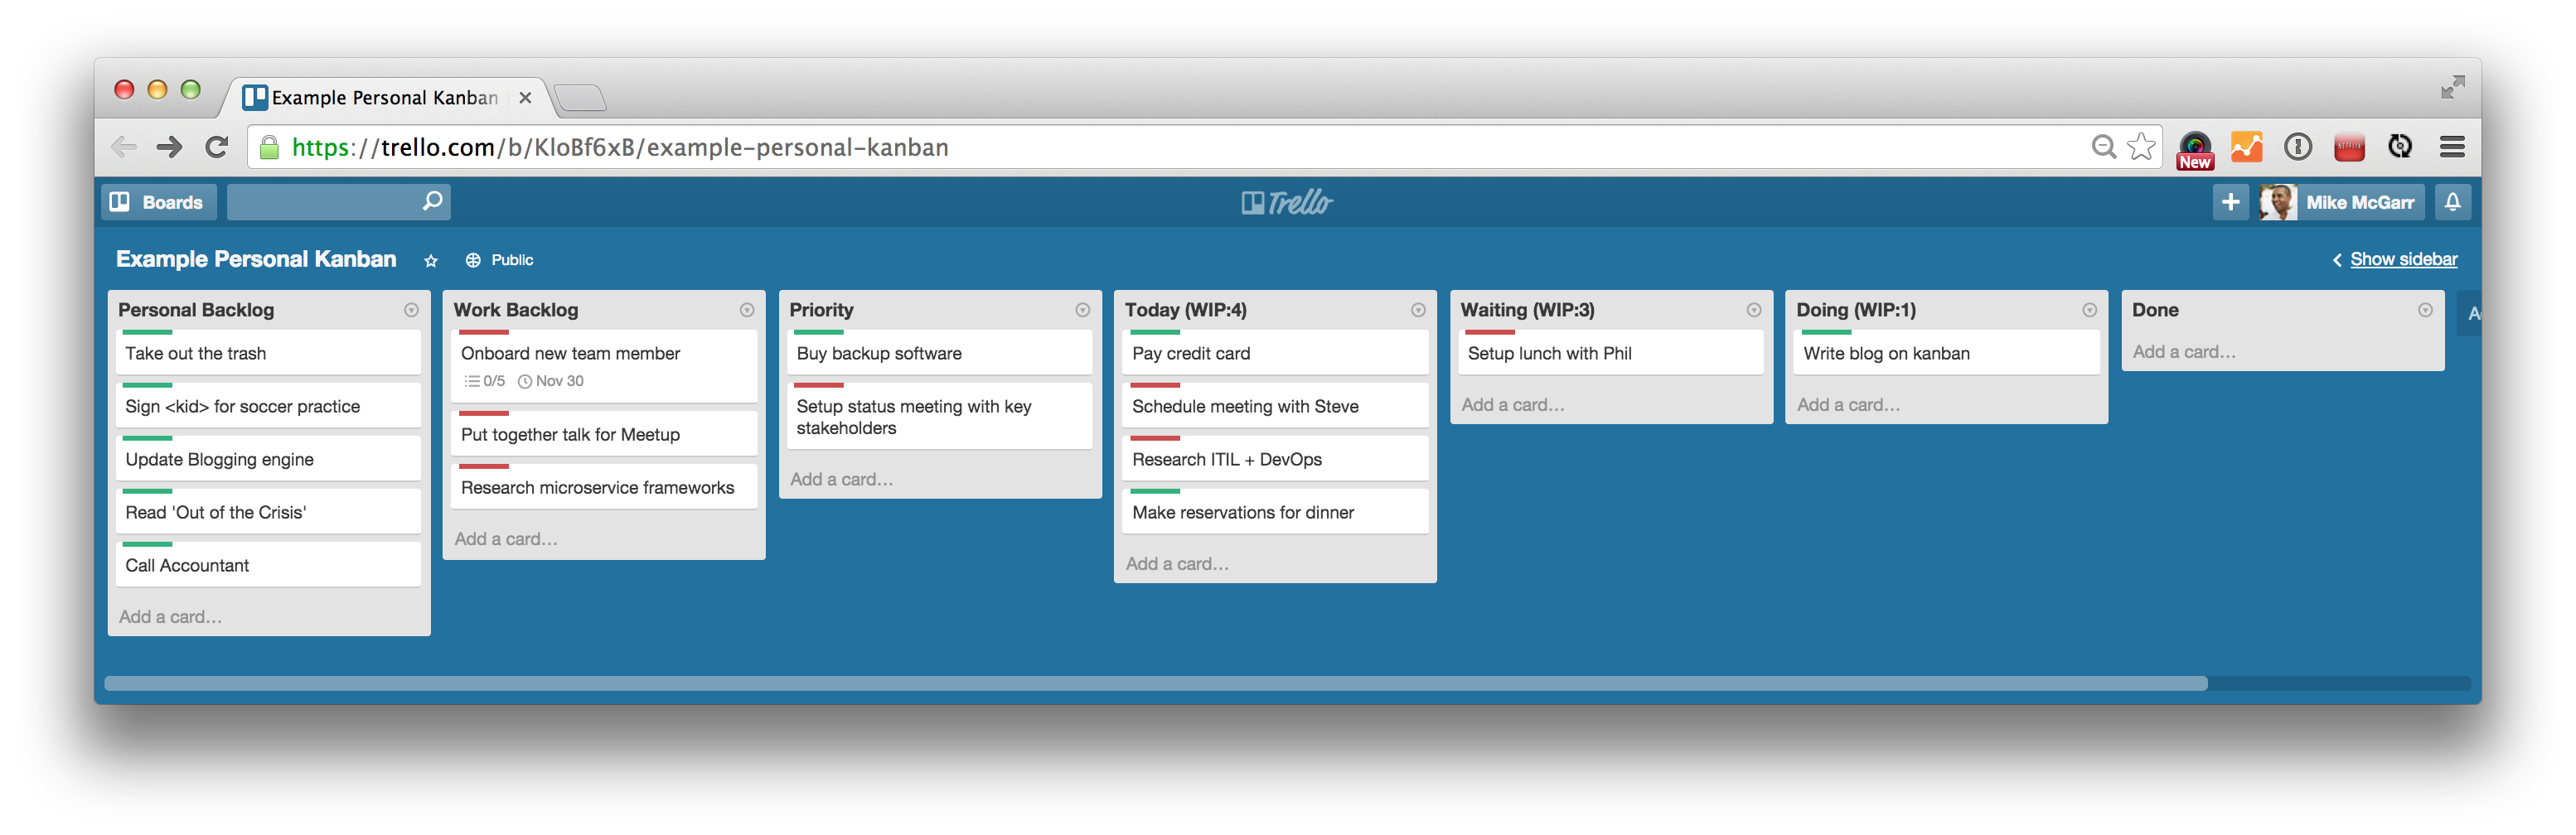 Example Personal Kanban
https://trello.com/b/KloBf6xB/example-personal-kanban
New
NETFLIX
Boards
Trello
Mike McGarr
Example Personal Kanban
Public
Show sidebar
Personal Backlog
Take out the trash
Sign <kid> for soccer practice
Update Blogging engine
Read 'Out of the Crisis'
Call Accountant
Add a card…
Work Backlog
Onboard new team member
0/5 Nov 30
Put together talk for Meetup
Research microservice frameworks
Add a card…
Priority
Buy backup software
Setup status meeting with key
stakeholders
Add a card…
Today (WIP:4)
Pay credit card
Schedule meeting with Steve
Research ITIL + DevOps
Make reservations for dinner
Add a card…
Waiting (WIP:3)
Setup lunch with Phil
Add a card…
Doing (WIP:1)
Write blog on kanban
Add a card…
Done
Add a card…